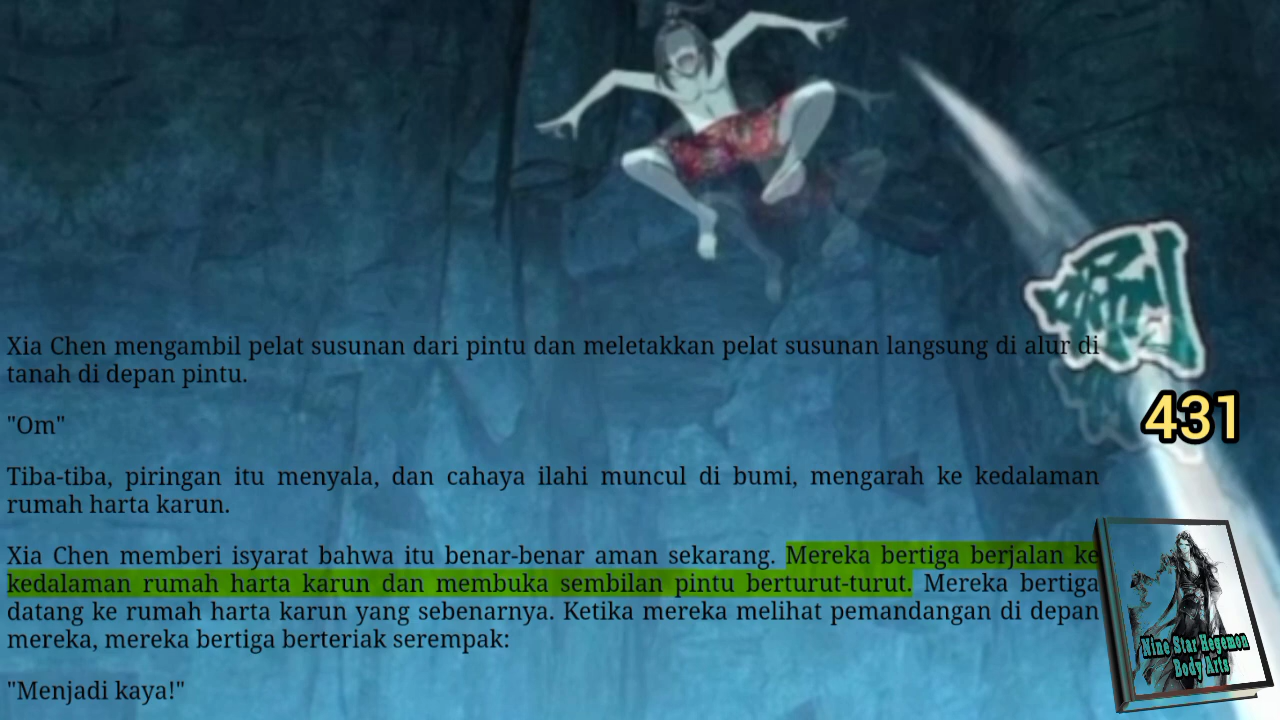 Xia Chen mengambil pelat susunan dari pintu dan meletakkan pelat susunan langsung di alur di
tanah di depan pintu.
"Om"
Tiba-tiba, piringan itu menyala, dan cahaya ilahi muncul di bumi, mengarah ke kedalaman
rumah harta karun.
Xia Chen memberi isyarat bahwa itu benar-benar aman sekarang. Mereka bertiga berjalan ke
kedalaman rumah harta karun dan membuka sembilan pintu berturut-turut. Mereka bertiga
datang ke rumah harta karun yang sebenarnya. Ketika mereka melihat pemandangan di depan
mereka, mereka bertiga berteriak serempak:
"Menjadi kaya!"
431
Nine Star Hegemon
Body Arts